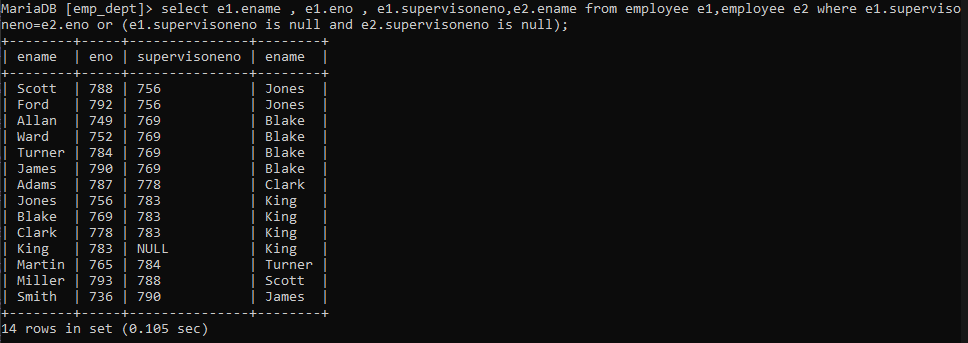 MariaDB [emp_dept]> select e1.ename , e1.eno , e1.supervisoneno,e2.ename from employee e1,employee e2 where e1.superviso
neno=e2.eno or (e1.supervisoneno is null and e2.supervisoneno is null);
+--------+-----+---------------+--------+
| ename  | eno | supervisoneno | ename  |
+--------+-----+---------------+--------+
| Scott  | 788 | 756           | Jones  |
| Ford   | 792 | 756           | Jones  |
| Allan  | 749 | 769           | Blake  |
| Ward   | 752 | 769           | Blake  |
| Turner | 784 | 769           | Blake  |
| James  | 790 | 769           | Blake  |
| Adams  | 787 | 778           | Clark  |
| Jones  | 756 | 783           | King   |
| Blake  | 769 | 783           | King   |
| Clark  | 778 | 783           | King   |
| King   | 783 | NULL          | King   |
| Martin | 765 | 784           | Turner |
| Miller | 793 | 788           | Scott  |
| Smith  | 736 | 790           | James  |
+--------+-----+---------------+--------+
14 rows in set (0.105 sec)